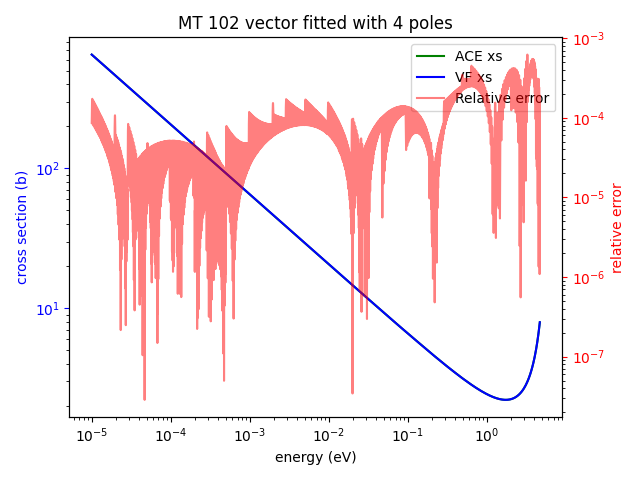 MT 102 vector fitted with 4 poles
ACE xs
VF xs
Relative error
cross section (b)
10²
10¹
relative error
10⁻³
10⁻⁴
10⁻⁵
10⁻⁶
10⁻⁷
10⁻⁵ 10⁻⁴ 10⁻³ 10⁻² 10⁻¹ 10⁰
energy (eV)